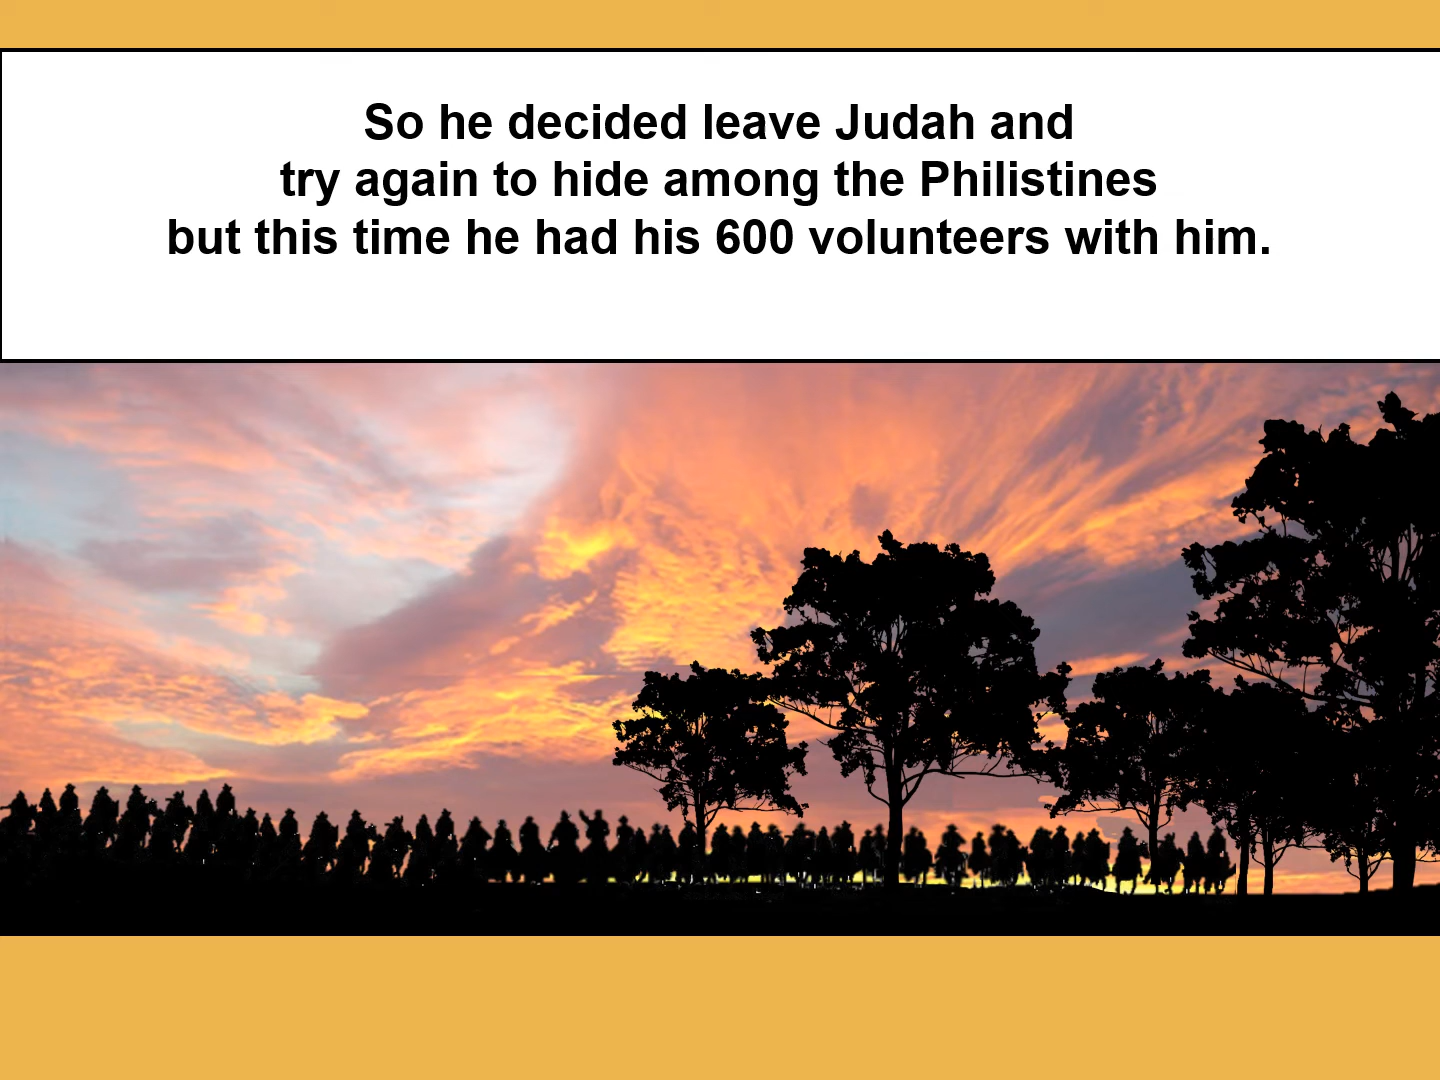 So he decided leave Judah and
try again to hide among the Philistines
but this time he had his 600 volunteers with him.